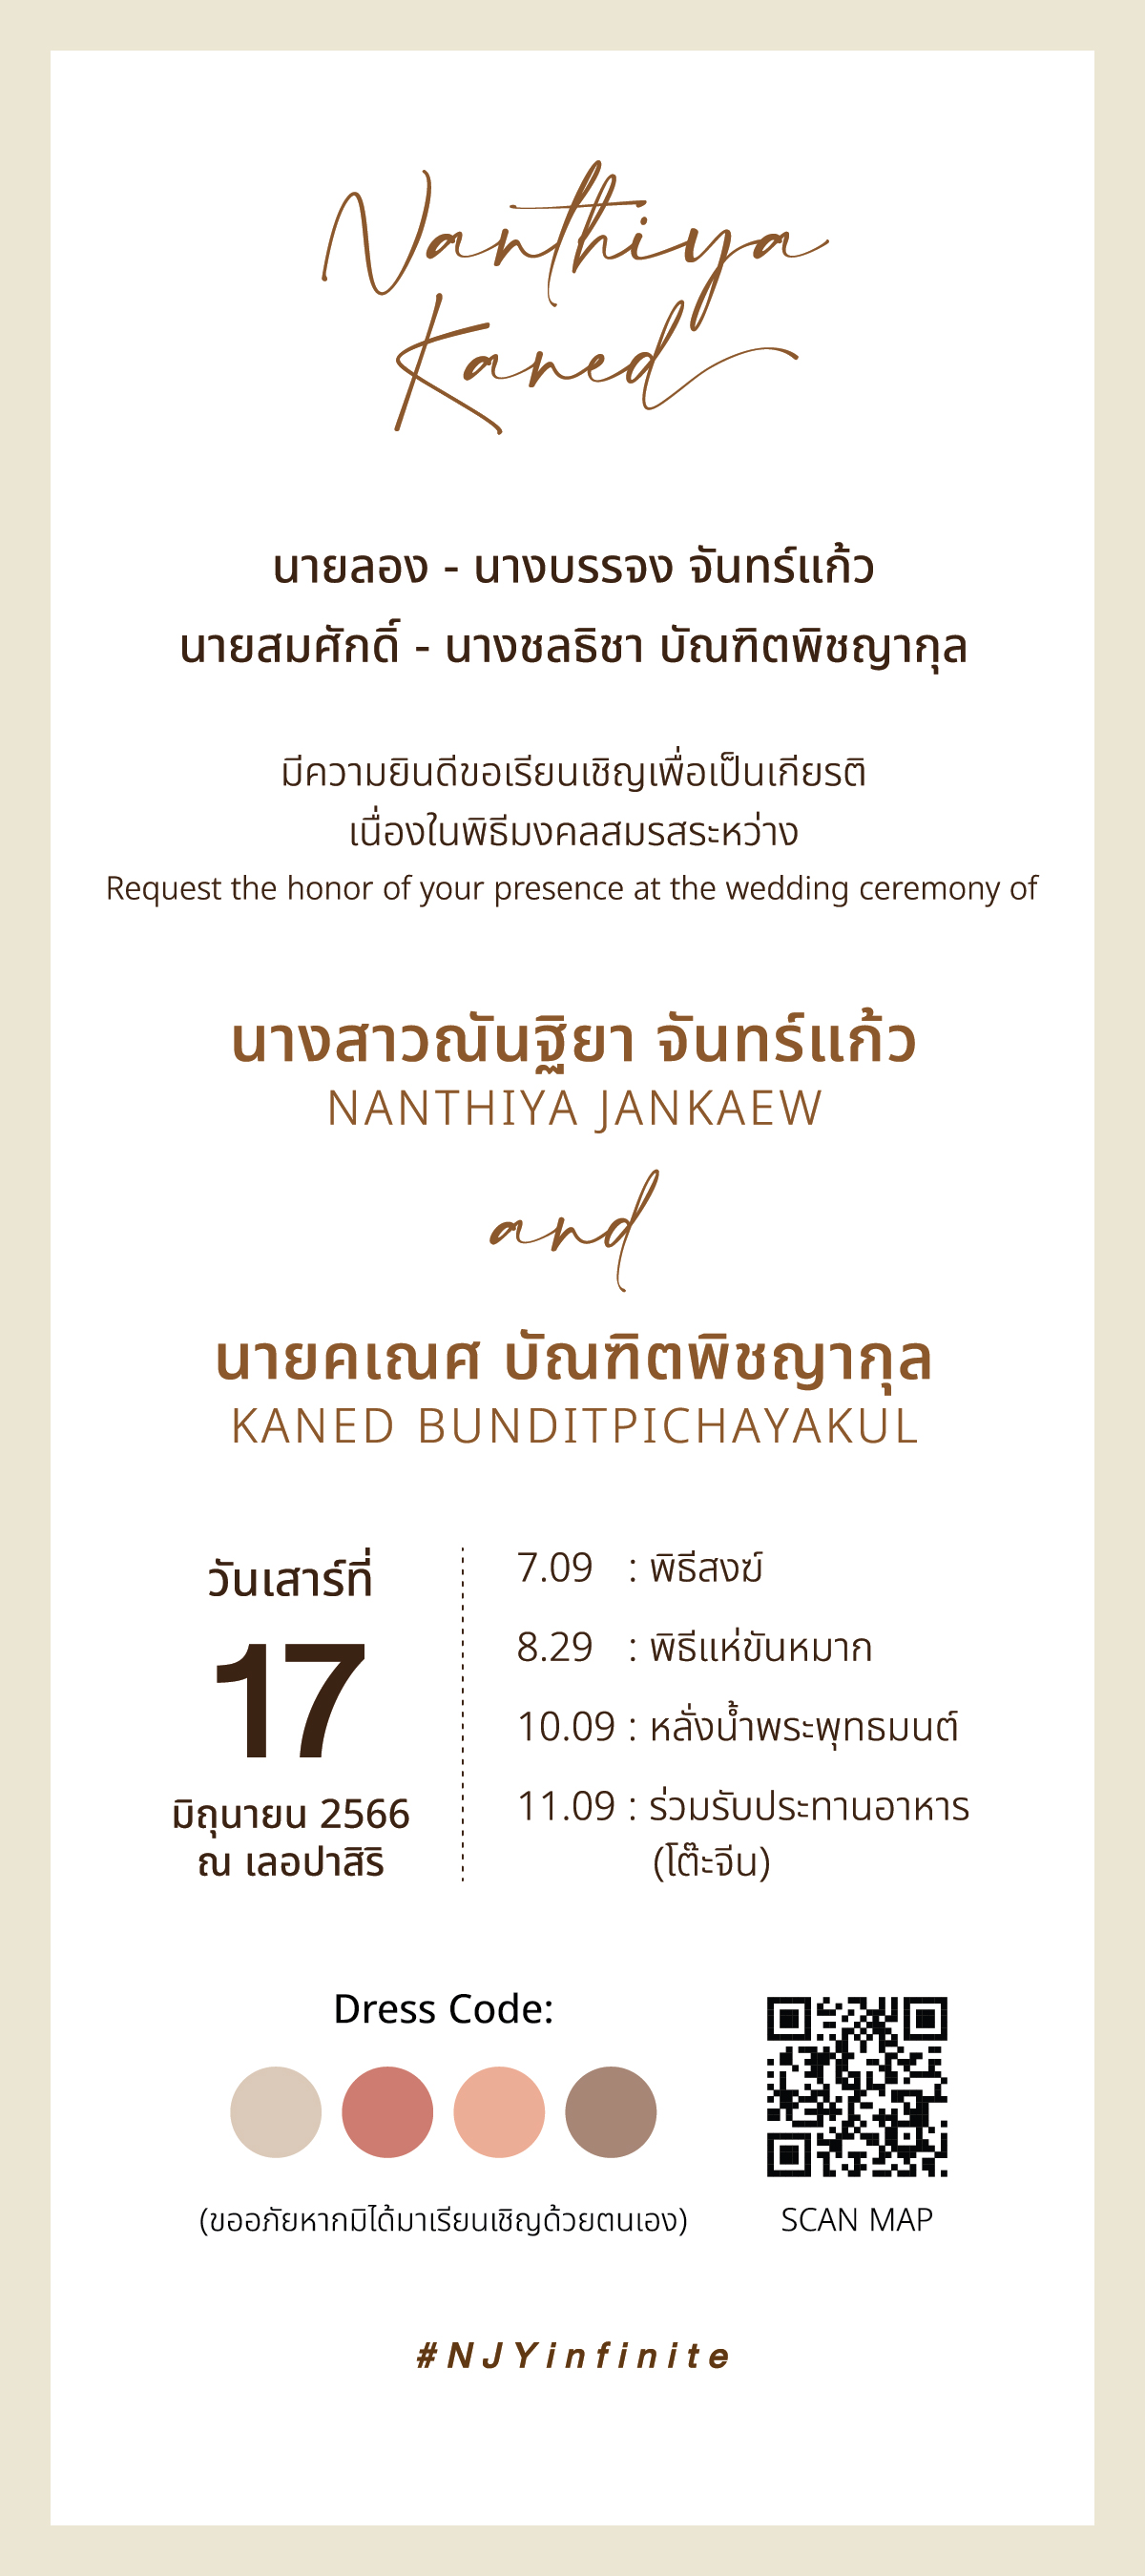 Nanthiya
Kaned
นายลอง - นางบรรจง จันทร์แก้ว
นายสมศักดิ์ - นางชลธิชา บัณฑิตพิชญากุล
มีความยินดีขอเรียนเชิญเพื่อเป็นเกียรติ
เนื่องในพิธีมงคลสมรสระหว่าง
Request the honor of your presence at the wedding ceremony of
นางสาวณันฐิยา จันทร์แก้ว
NANTHIYA JANKAEW
and
นายคเณศ บัณฑิตพิชญากุล
KANED BUNDITPICHAYAKUL
วันเสาร์ที่
17
มิถุนายน 2566
ณ เลอปาสิริ
7.09 : พิธีสงฆ์
8.29 : พิธีแห่ขันหมาก
10.09 : หลั่งน้ำพระพุทธมนต์
11.09 : ร่วมรับประทานอาหาร
(โต๊ะจีน)
Dress Code:
(ขออภัยหากมิได้มาเรียนเชิญด้วยตนเอง)
SCAN MAP
#NJYinfinite